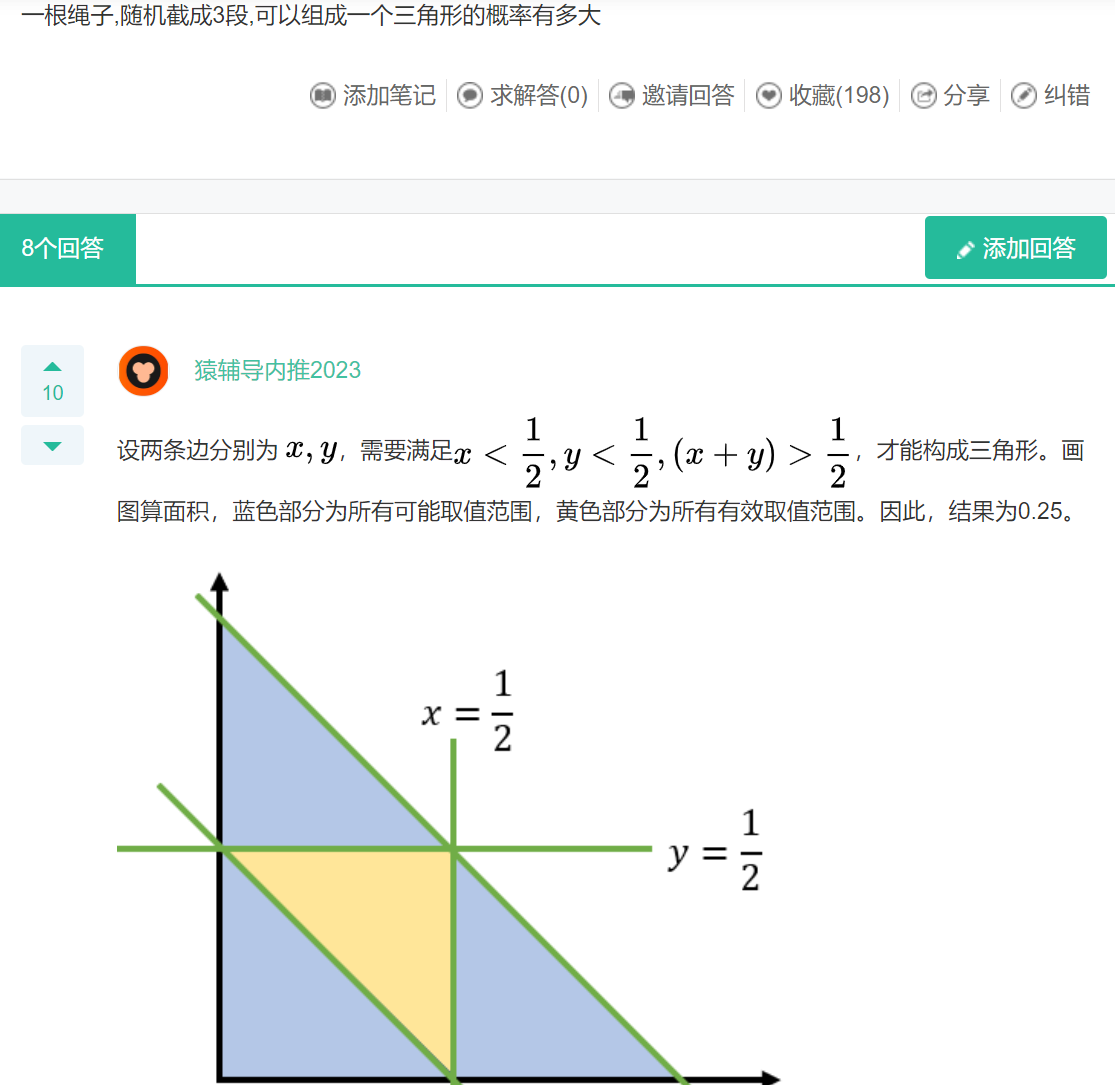 一根绳子,随机截成3段,可以组成一个三角形的概率有多大
添加笔记 求解答(0) 邀请回答 收藏(198) 分享 纠错
8个回答
添加回答
10
猿辅导内推2023
设两条边分别为 x, y，需要满足x < 1/2, y < 1/2, (x + y) > 1/2，才能构成三角形。画
图算面积，蓝色部分为所有可能取值范围，黄色部分为所有有效取值范围。因此，结果为0.25。
x = 1/2
y = 1/2